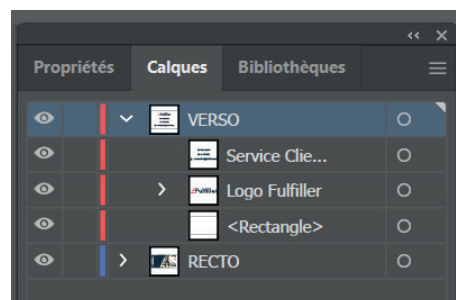 Propriétés Calques Bibliothèques
VERSO
Service Clie...
Logo Fulfiller
<Rectangle>
RECTO